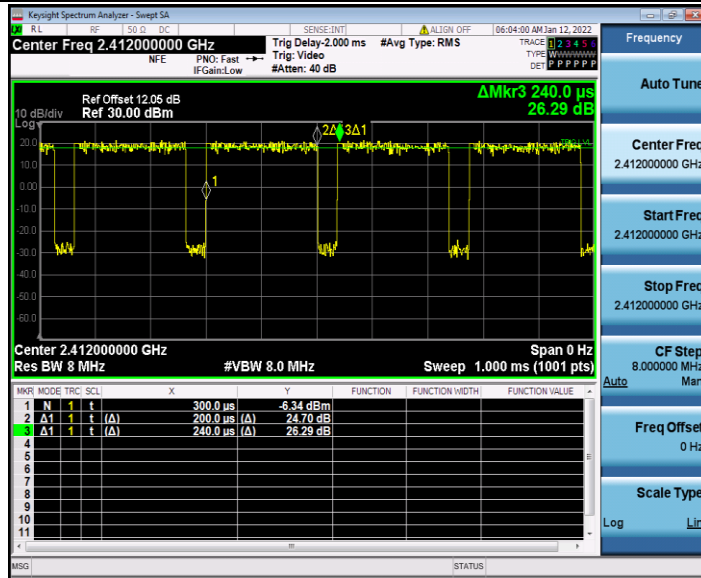 Keysight Spectrum Analyzer - Swept SA
RL RF 50 Ω DC SENSE:INT ALIGN OFF 06:04:00 AM Jan 12, 2022
Center Freq 2.412000000 GHz
NFE PNO: Fast IFGain:Low
Trig Delay-2.000 ms Trig: Video #Atten: 40 dB
#Avg Type: RMS
TRACE 1 2 3 4 5 6
TYPE WWWWWW
DET P P P P P P
ΔMkr3 240.0 µs
26.29 dB
Ref Offset 12.05 dB
10 dB/div Ref 30.00 dBm
Log
20.0
10.0
0.00
-10.0
-20.0
-30.0
-40.0
-50.0
-60.0
2Δ1 3Δ1
1
Center 2.412000000 GHz Span 0 Hz
Res BW 8 MHz #VBW 8.0 MHz Sweep 1.000 ms (1001 pts)
MKR MODE TRC SCL X Y FUNCTION FUNCTION WIDTH FUNCTION VALUE
1 N 1 t 300.0 µs -6.34 dBm
2 Δ1 1 t (Δ) 200.0 µs (Δ) 24.70 dB
3 Δ1 1 t (Δ) 240.0 µs (Δ) 26.29 dB
4
5
6
7
8
9
10
11
MSG STATUS
Frequency
Auto Tune
Center Freq
2.412000000 GHz
Start Freq
2.412000000 GHz
Stop Freq
2.412000000 GHz
CF Step
8.000000 MHz
Auto Man
Freq Offset
0 Hz
Scale Type
Log Lin